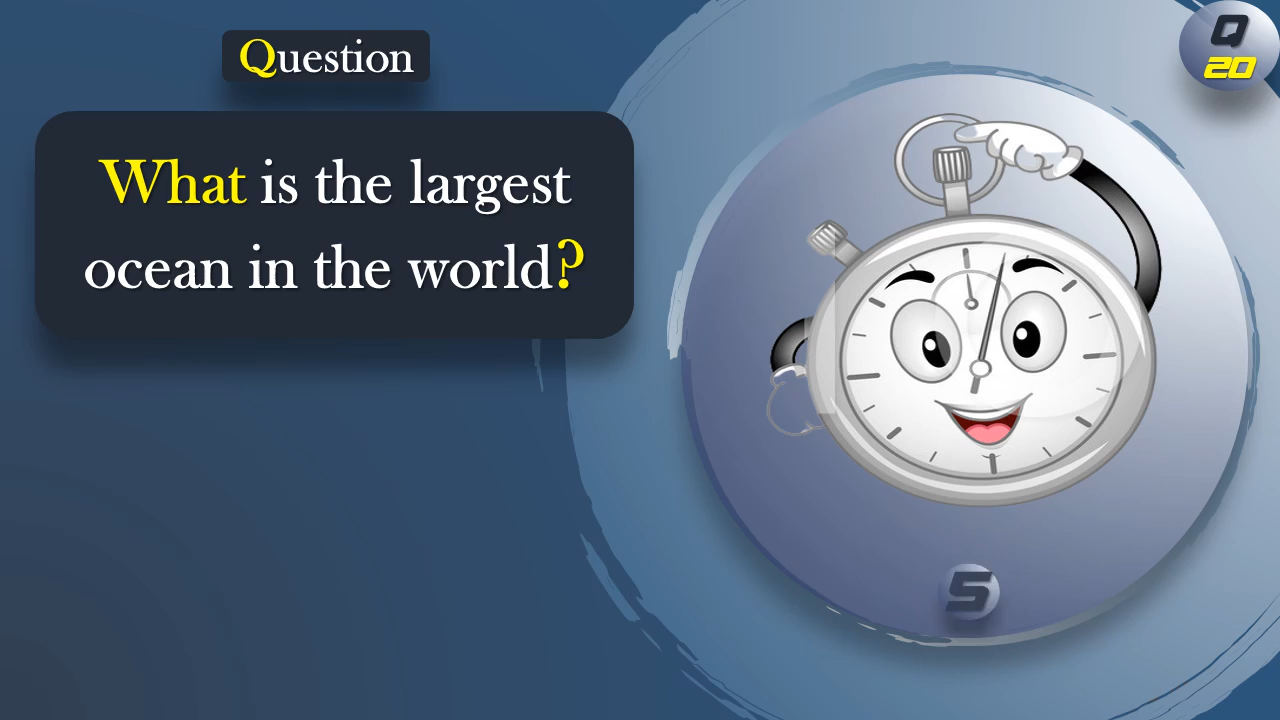 Question
What is the largest
ocean in the world?
Q
20
5